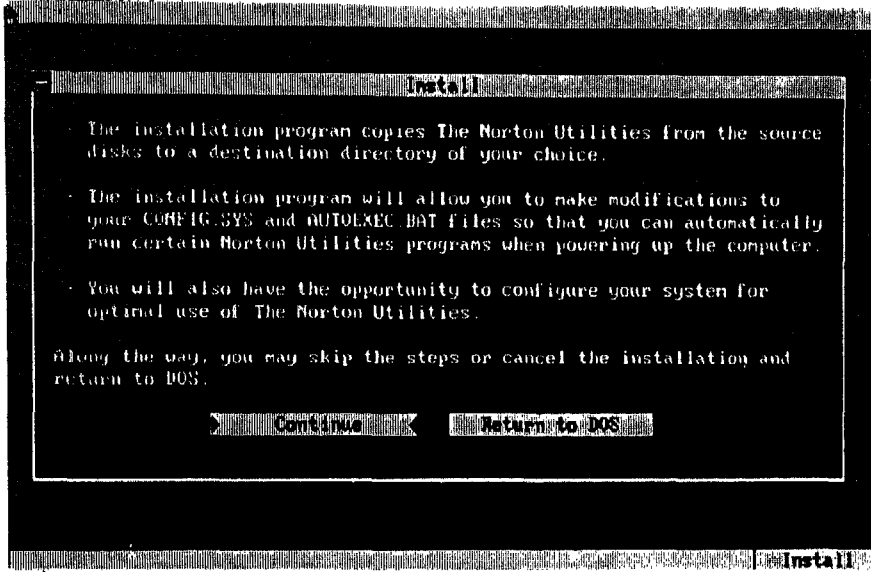 Install
· The installation program copies The Norton Utilities from the source
disks to a destination directory of your choice.
· The installation program will allow you to make modifications to
your CONFIG.SYS and AUTOEXEC.BAT files so that you can automatically
run certain Norton Utilities programs when powering up the computer.
· You will also have the opportunity to configure your system for
optimal use of The Norton Utilities.
Along the way, you may skip the steps or cancel the installation and
return to DOS.
Continue Return to DOS
Install